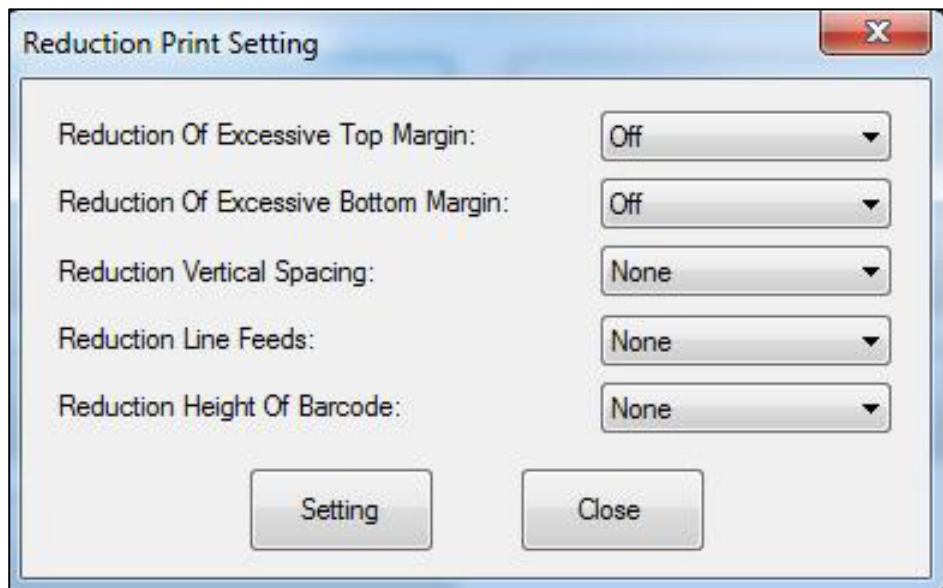 Reduction Print Setting
Reduction Of Excessive Top Margin: Off
Reduction Of Excessive Bottom Margin: Off
Reduction Vertical Spacing: None
Reduction Line Feeds: None
Reduction Height Of Barcode: None
Setting Close